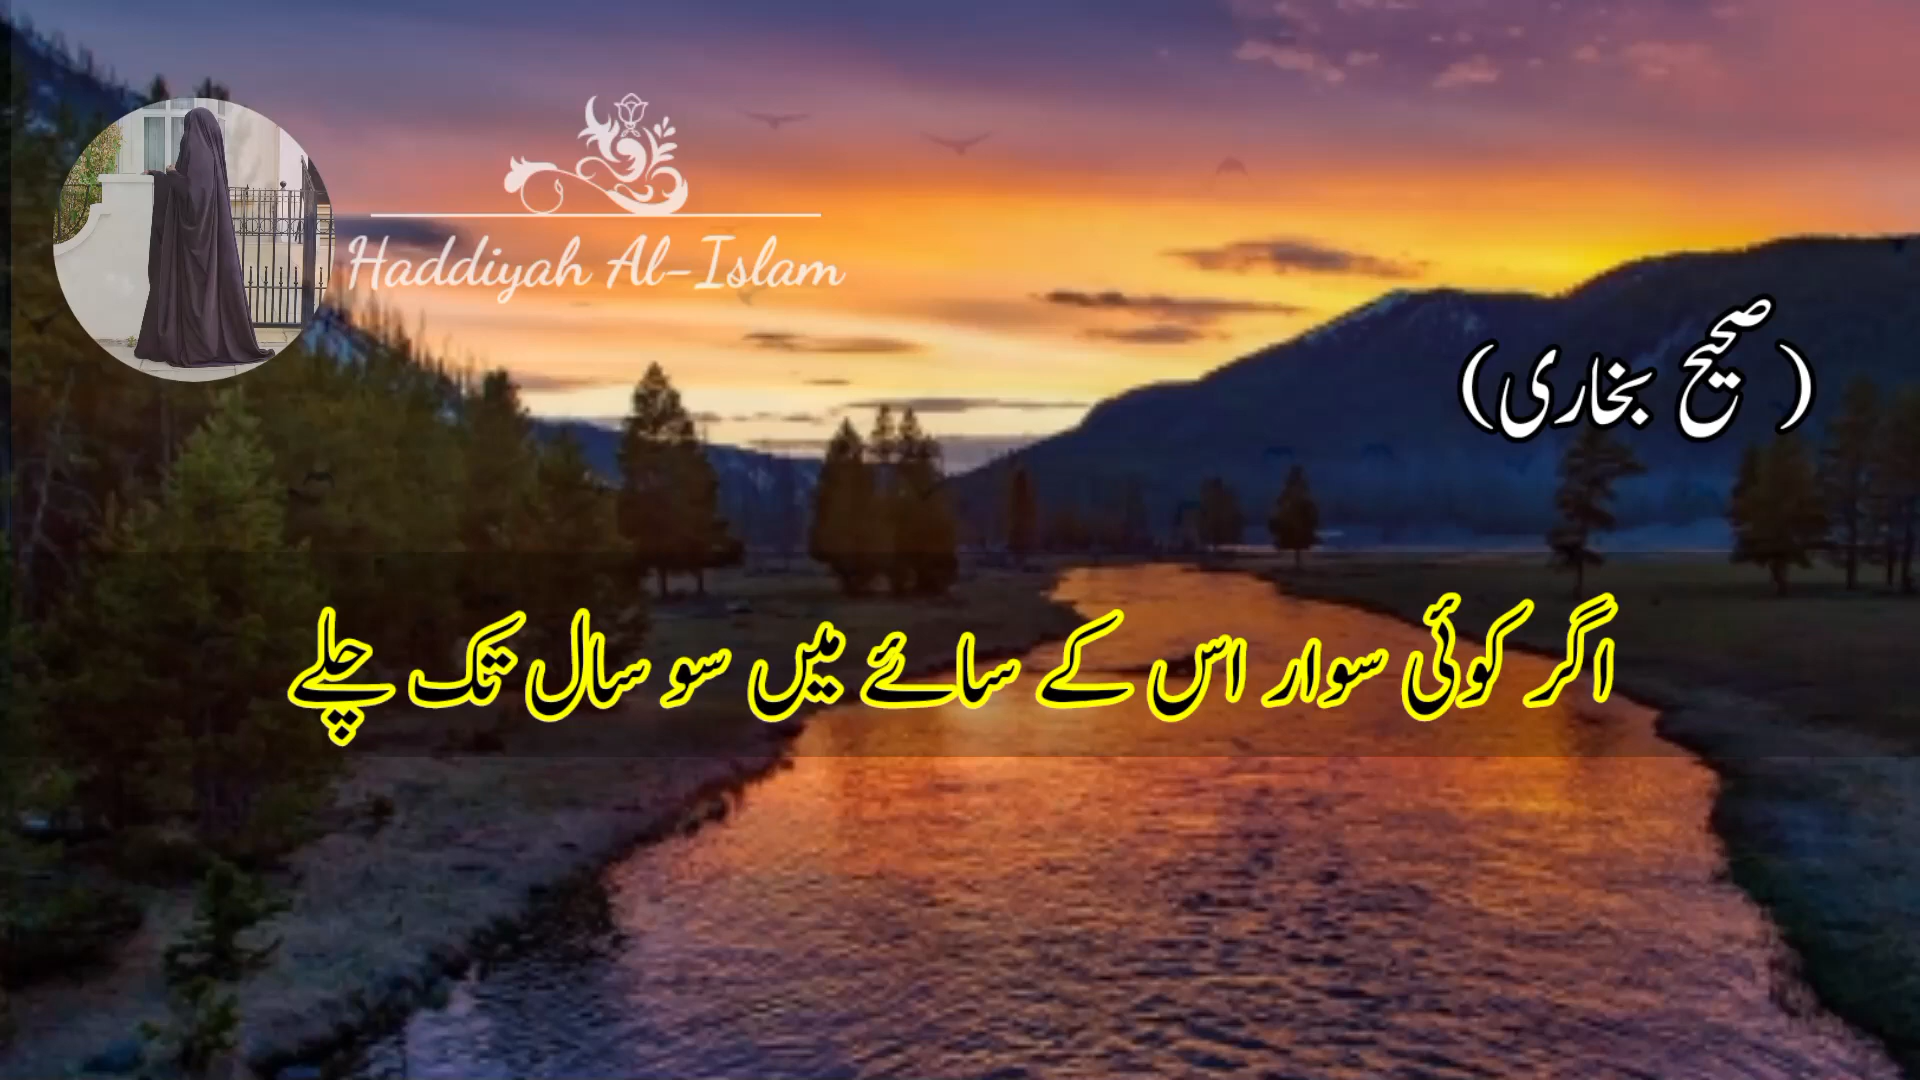 Haddiyah Al-Islam
(صحیح بخاری)
اگر کوئی سوار اس کے سائے میں سو سال تک چلے